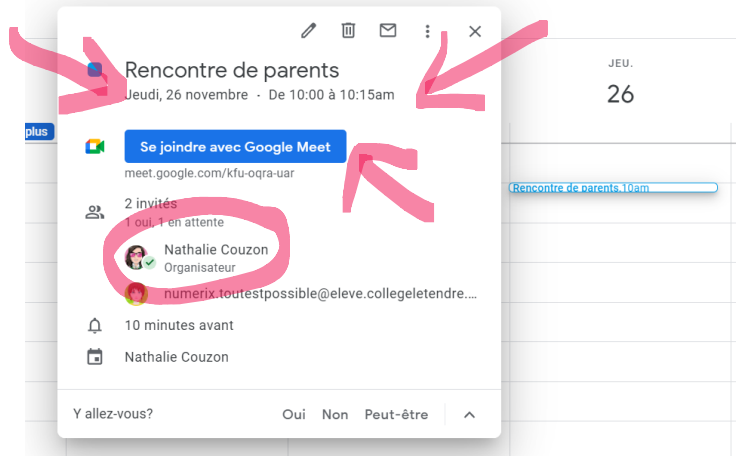 Rencontre de parents
Jeudi, 26 novembre - De 10:00 à 10:15am
JEU.
26
plus
Se joindre avec Google Meet
meet.google.com/kfu-oqra-uar
Rencontre de parents, 10am
2 invités
1 oui, 1 en attente
Nathalie Couzon
Organisateur
numerix.toutestpossible@eleve.collegeletendre....
10 minutes avant
Nathalie Couzon
Y allez-vous? Oui Non Peut-être